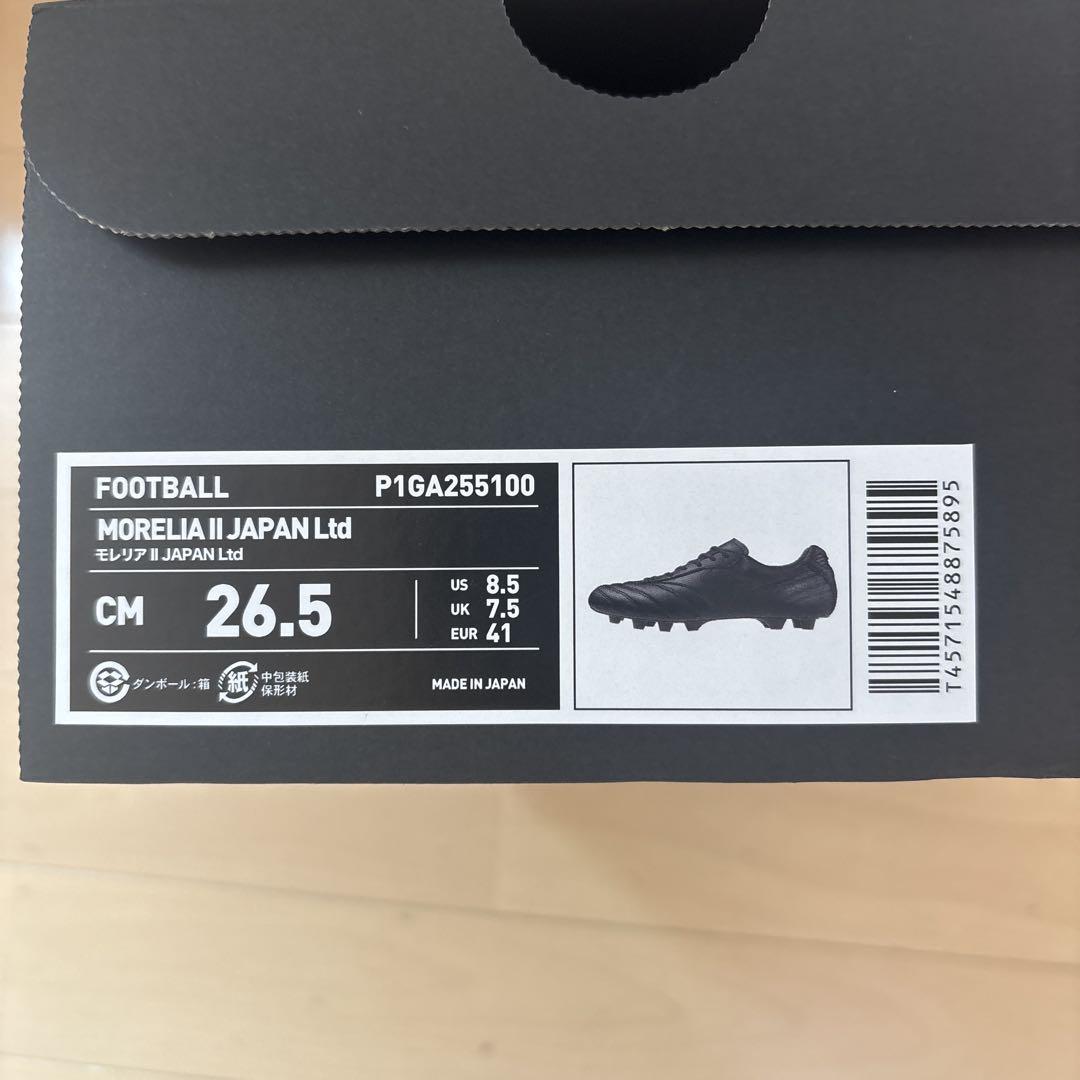 FOOTBALL P1GA255100
MORELIA II JAPAN Ltd
モレリア II JAPAN Ltd
CM 26.5
US 8.5
UK 7.5
EUR 41
ダンボール:箱
紙 中包装紙
保形材
MADE IN JAPAN
T4571548875895